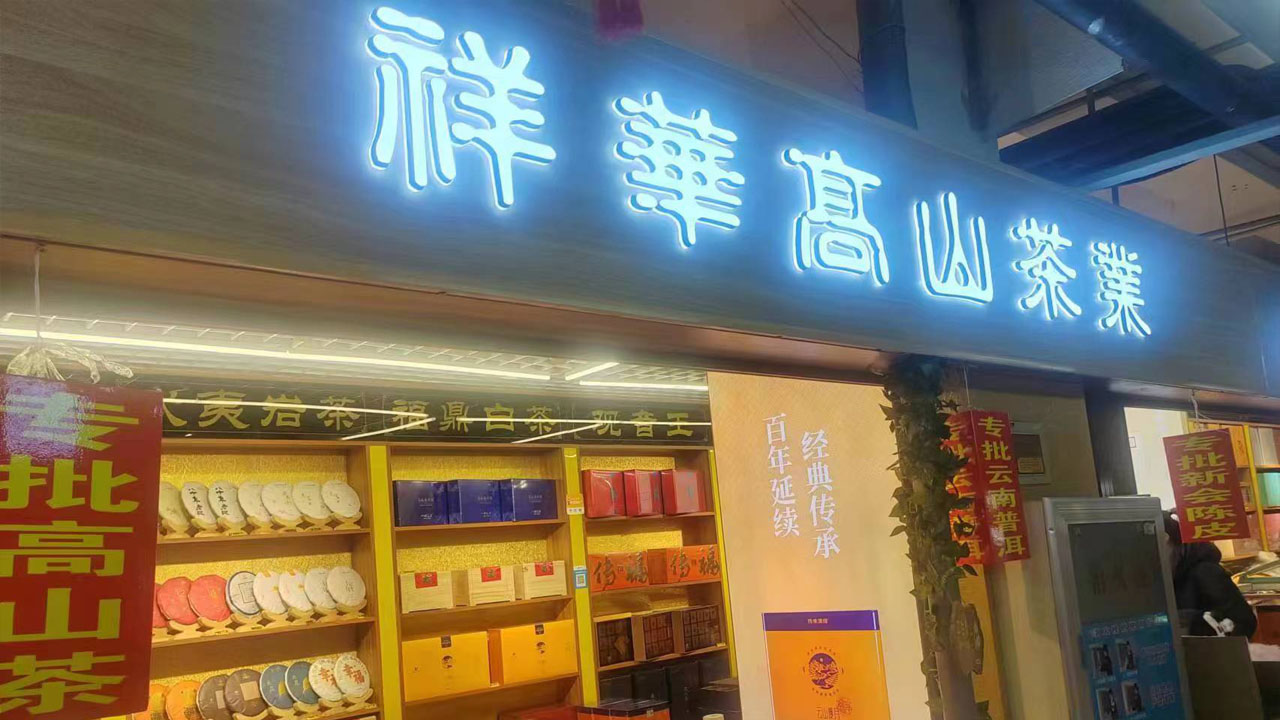 祥華高山茶業
夷岩茶
福鼎白茶
观音王
专批高山茶
经典传承
百年延续
专批云南普洱
专批新会陈皮
传福